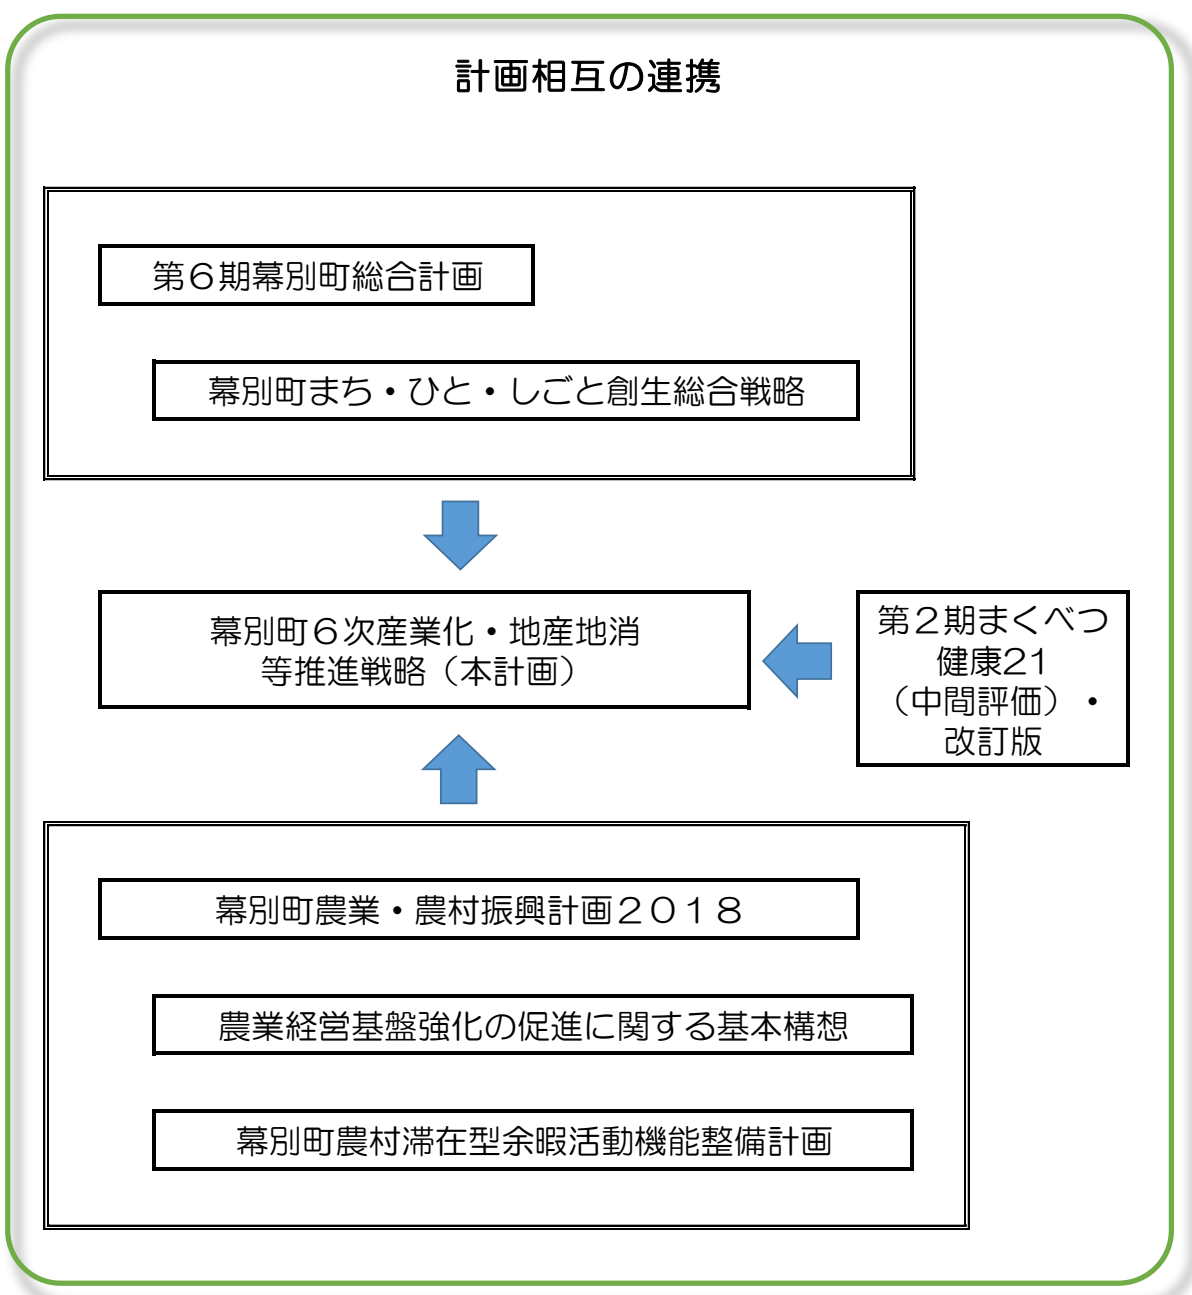 計画相互の連携
第６期幕別町総合計画
幕別町まち・ひと・しごと創生総合戦略
幕別町６次産業化・地産地消
等推進戦略（本計画）
第２期まくべつ
健康21
（中間評価）・
改訂版
幕別町農業・農村振興計画２０１８
農業経営基盤強化の促進に関する基本構想
幕別町農村滞在型余暇活動機能整備計画